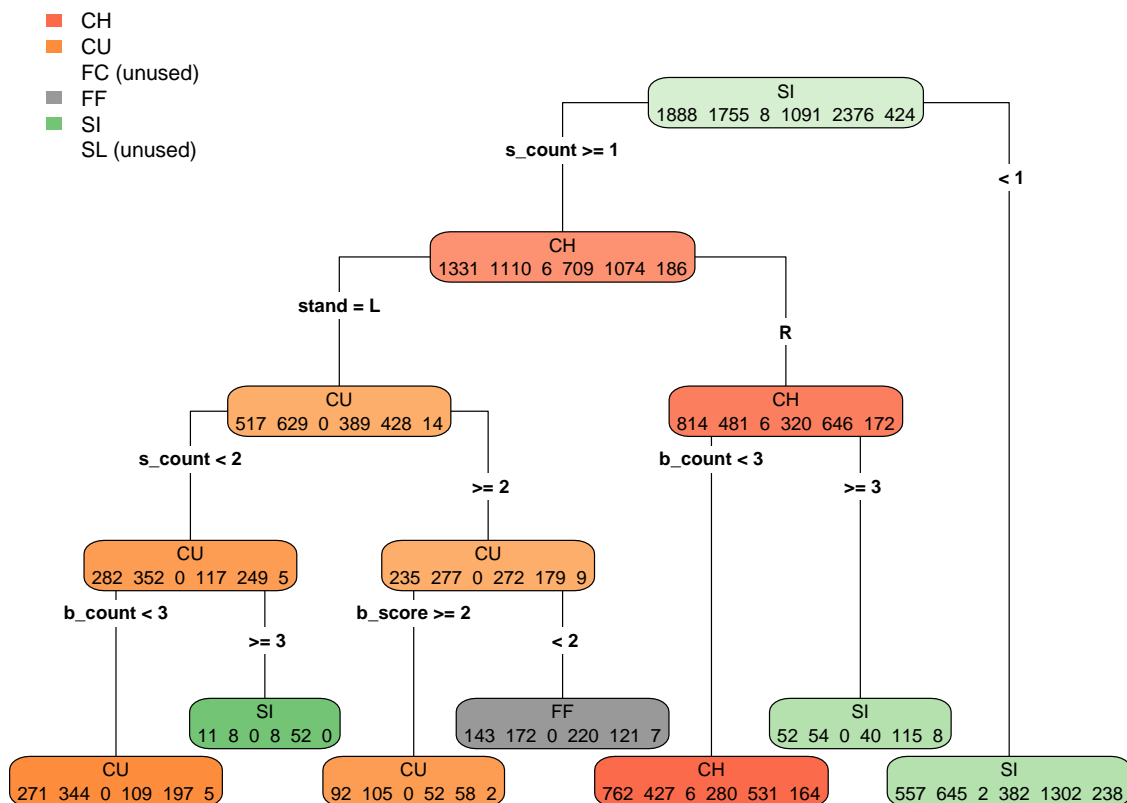 CH
CU
FC (unused)
FF
SI
SL (unused)
SI
1888 1755 8 1091 2376 424
s_count >= 1
< 1
CH
1331 1110 6 709 1074 186
stand = L
R
CU
517 629 0 389 428 14
CH
814 481 6 320 646 172
s_count < 2
>= 2
b_count < 3
>= 3
CU
282 352 0 117 249 5
CU
235 277 0 272 179 9
b_count < 3
>= 3
b_score >= 2
< 2
SI
11 8 0 8 52 0
FF
143 172 0 220 121 7
SI
52 54 0 40 115 8
CU
271 344 0 109 197 5
CU
92 105 0 52 58 2
CH
762 427 6 280 531 164
SI
557 645 2 382 1302 238